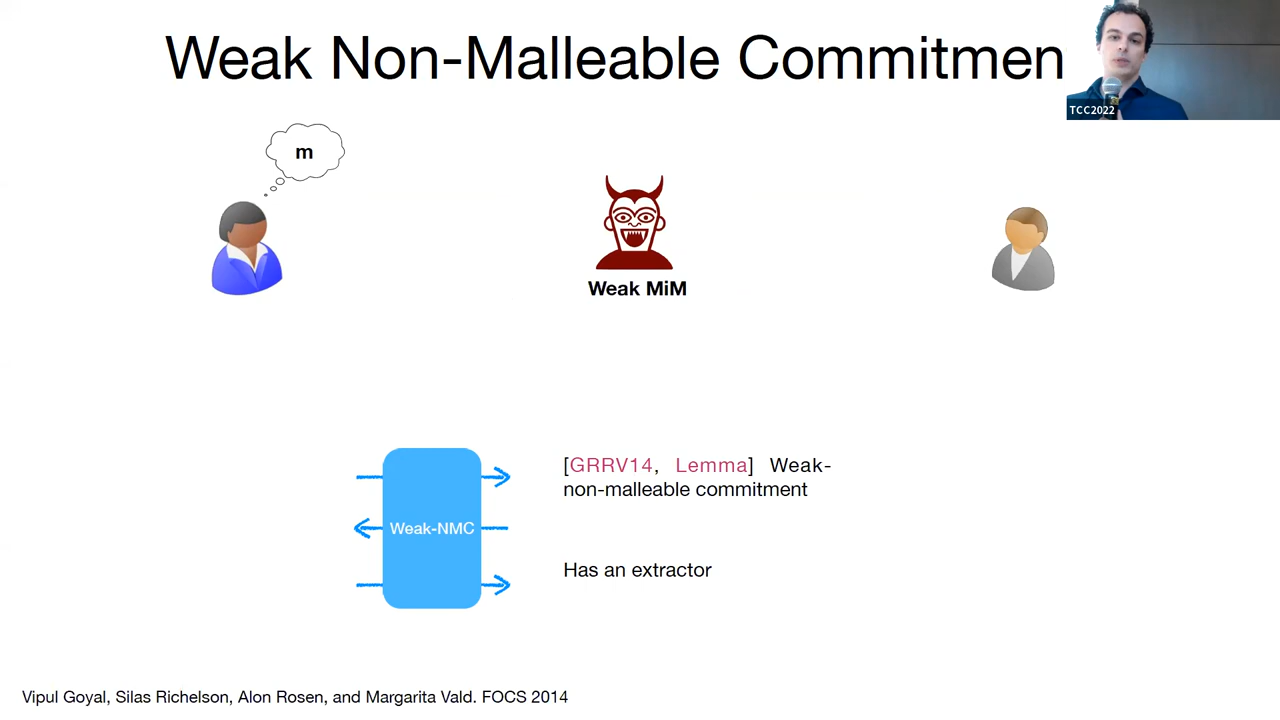 Weak Non-Malleable Commitmen
TCC2022
m
Weak MiM
[GRRV14, Lemma] Weak-
non-malleable commitment
Weak-NMC
Has an extractor
Vipul Goyal, Silas Richelson, Alon Rosen, and Margarita Vald. FOCS 2014